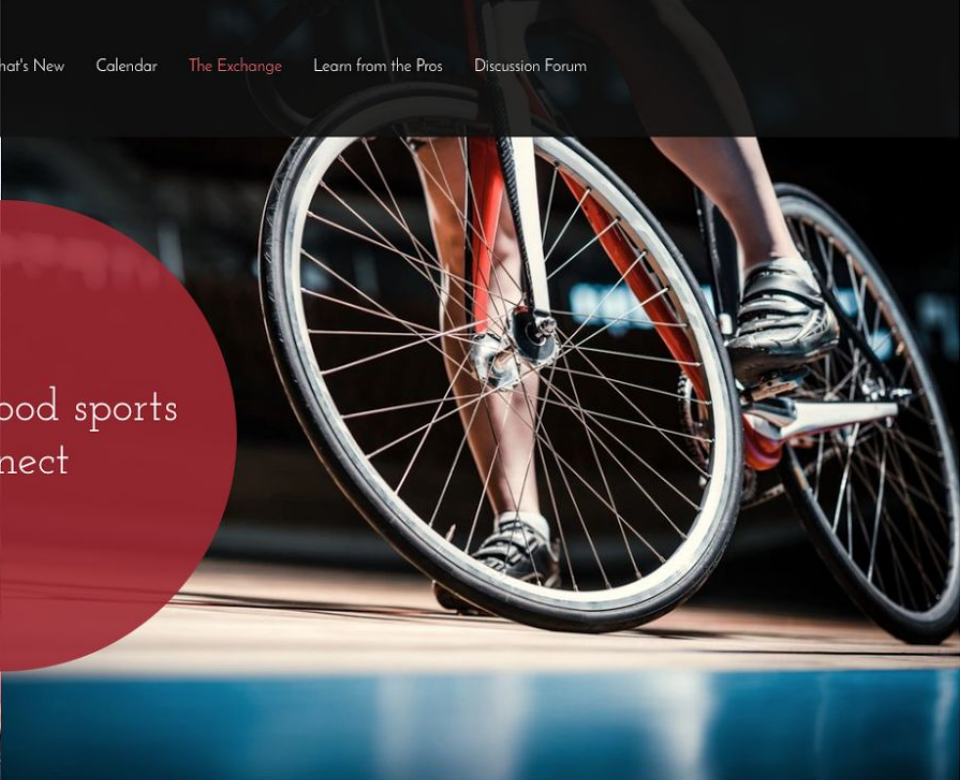 hat's New Calendar The Exchange Learn from the Pros Discussion Forum
ood sports
nect